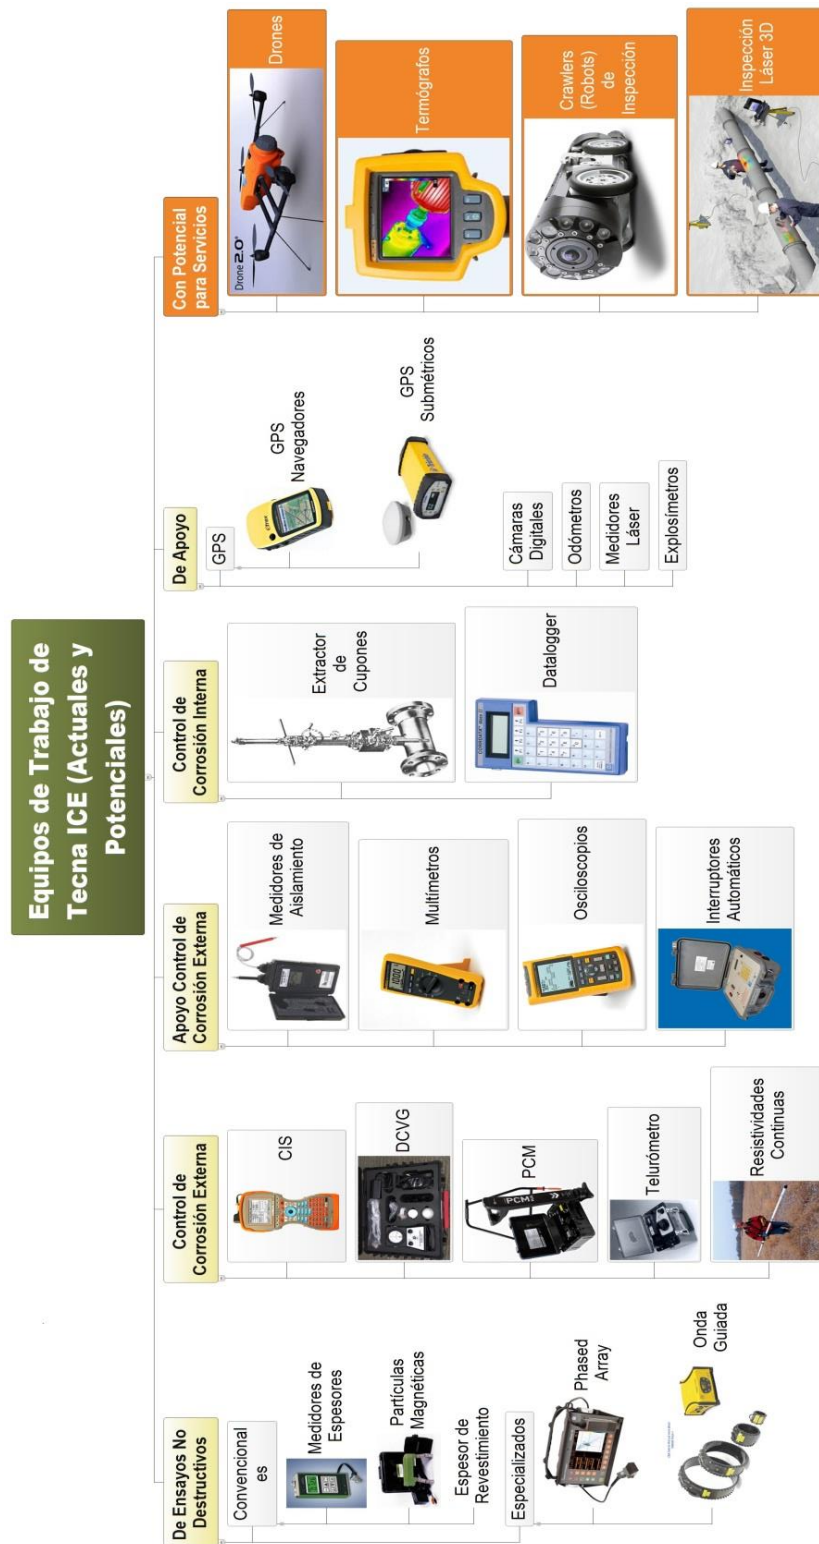 Equipos de Trabajo de
Tecna ICE (Actuales y
Potenciales)
De Ensayos No
Destructivos
Convencional
es
Medidores de
Espesores
Partículas
Magnéticas
Espesor de
Revestimiento
Especializados
Phased
Array
Onda
Guiada
Control de
Corrosión Externa
CIS
DCVG
PCM
PCM
Telurómetro
Resistividades
Continuas
Apoyo Control de
Corrosión Externa
Medidores de
Aislamiento
Multímetros
1000
Osciloscopios
Interruptores
Automáticos
Control de
Corrosión Interna
Extractor
de
Cupones
Datalogger
De Apoyo
GPS
GPS
Navegadores
GPS
Submétricos
Cámaras
Digitales
Odómetros
Medidores
Láser
Explosímetros
Con Potencial
para Servicios
Drone 2.0
Drones
Termógrafos
Crawlers
(Robots)
de
Inspección
Inspección
Láser 3D